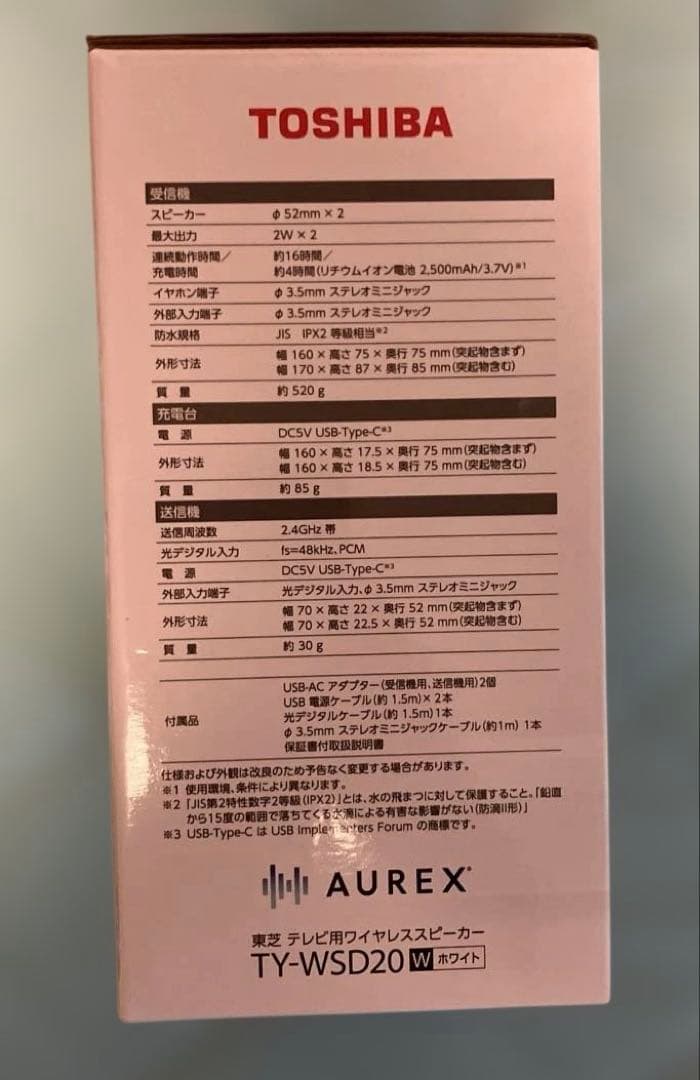 TOSHIBA
受信機
スピーカー φ52mm×2
最大出力 2W×2
連続動作時間/ 約16時間/
充電時間 約4時間(リチウムイオン電池 2,500mAh/3.7V)※1
イヤホン端子 φ3.5mm ステレオミニジャック
外部入力端子 φ3.5mm ステレオミニジャック
防水規格 JIS IPX2 等級相当※2
外形寸法 幅 160×高さ 75×奥行 75 mm(突起物含まず)
幅 170×高さ 87×奥行 85 mm(突起物含む)
質 量 約 520 g
充電台
電 源 DC5V USB-Type-C※3
外形寸法 幅 160×高さ 17.5×奥行 75 mm(突起物含まず)
幅 160×高さ 18.5×奥行 75 mm(突起物含む)
質 量 約 85 g
送信機
送信周波数 2.4GHz 帯
光デジタル入力 fs=48kHz、PCM
電 源 DC5V USB-Type-C※3
外部入力端子 光デジタル入力、φ3.5mm ステレオミニジャック
外形寸法 幅 70×高さ 22×奥行 52 mm(突起物含まず)
幅 70×高さ 22.5×奥行 52 mm(突起物含む)
質 量 約 30 g
付属品 USB-AC アダプター(受信機用、送信機用)2個
USB 電源ケーブル(約 1.5m)×2本
光デジタルケーブル(約 1.5m)1本
φ3.5mm ステレオミニジャックケーブル(約1m) 1本
保証書付取扱説明書
仕様および外観は改良のため予告なく変更する場合があります。
※1 使用環境、条件により異なります。
※2 「JIS第2特性数字2等級(IPX2)」とは、水の飛まつに対して保護すること。「鉛直
から15度の範囲で落ちてくる水滴による有害な影響がない(防滴II形)」
※3 USB-Type-C は USB Implementers Forum の商標です。
AUREX
東芝 テレビ用ワイヤレススピーカー
TY-WSD20 W ホワイト